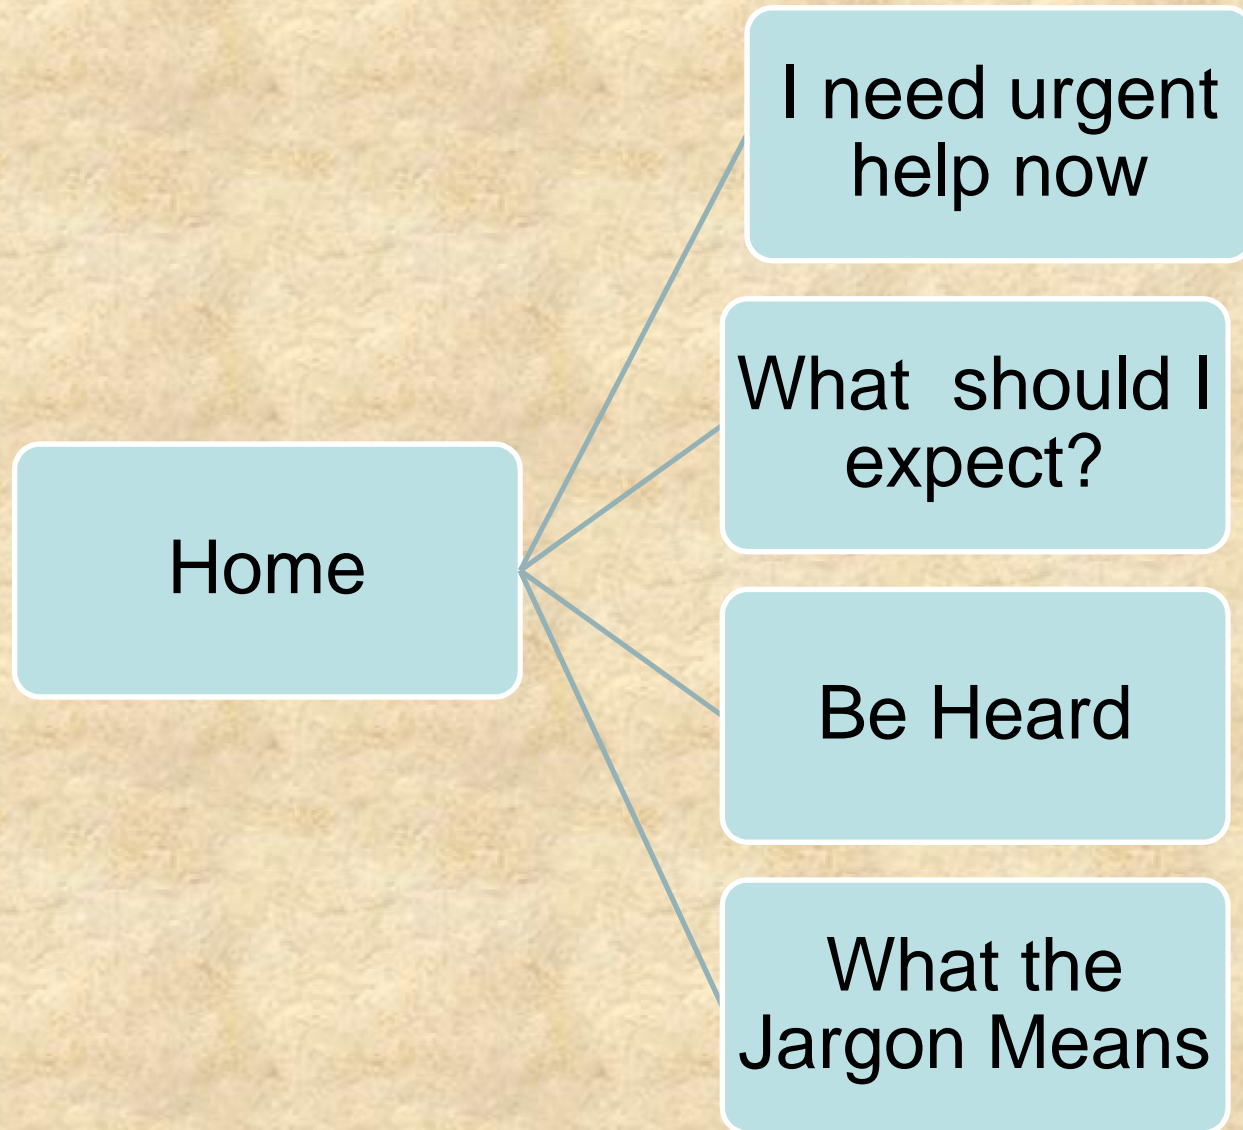 Home
I need urgent
help now
What  should I
expect?
Be Heard
What the
Jargon Means